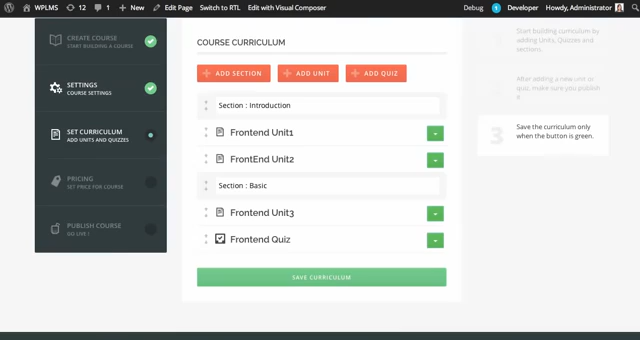 WPLMS 12 1 New Edit Page Switch to RTL Edit with Visual Composer Debug 1 Developer Howdy, Administrator
CREATE COURSE
START BUILDING A COURSE
SETTINGS
COURSE SETTINGS
SET CURRICULUM
ADD UNITS AND QUIZZES
PRICING
SET PRICE FOR COURSE
PUBLISH COURSE
GO LIVE !
COURSE CURRICULUM
ADD SECTION ADD UNIT ADD QUIZ
Section : Introduction
Frontend Unit1
FrontEnd Unit2
Section : Basic
Frontend Unit3
Frontend Quiz
SAVE CURRICULUM
Start building curriculum by
adding Units, Quizzes and
sections.
After adding a new unit or
quiz, make sure you publish
it.
3
Save the curriculum only
when the button is green.